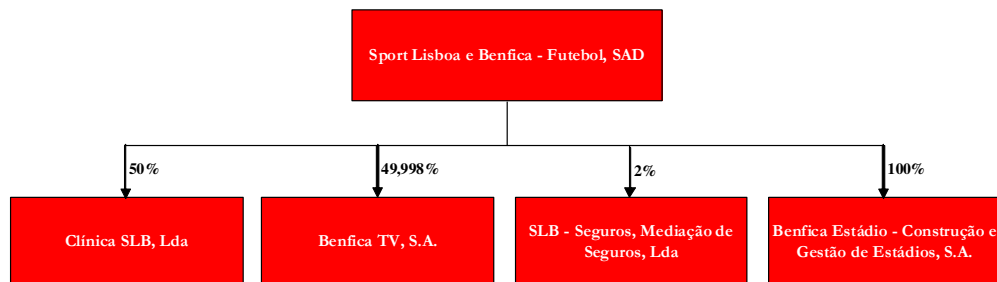 Sport Lisboa e Benfica - Futebol, SAD
50%
49,998%
2%
100%
Clínica SLB, Lda
Benfica TV, S.A.
SLB - Seguros, Mediação de
Seguros, Lda
Benfica Estádio - Construção e
Gestão de Estádios, S.A.